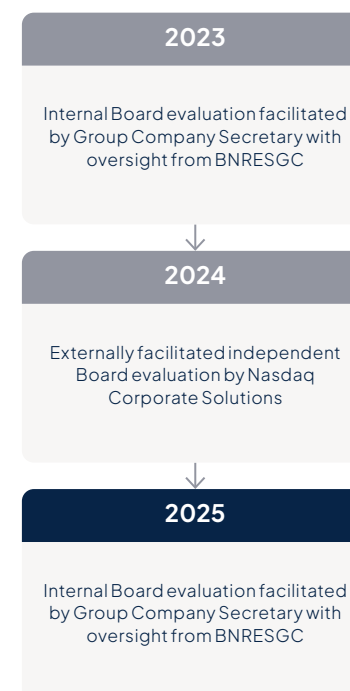 2023
Internal Board evaluation facilitated
by Group Company Secretary with
oversight from BNRESGC
2024
Externally facilitated independent
Board evaluation by Nasdaq
Corporate Solutions
2025
Internal Board evaluation facilitated
by Group Company Secretary with
oversight from BNRESGC